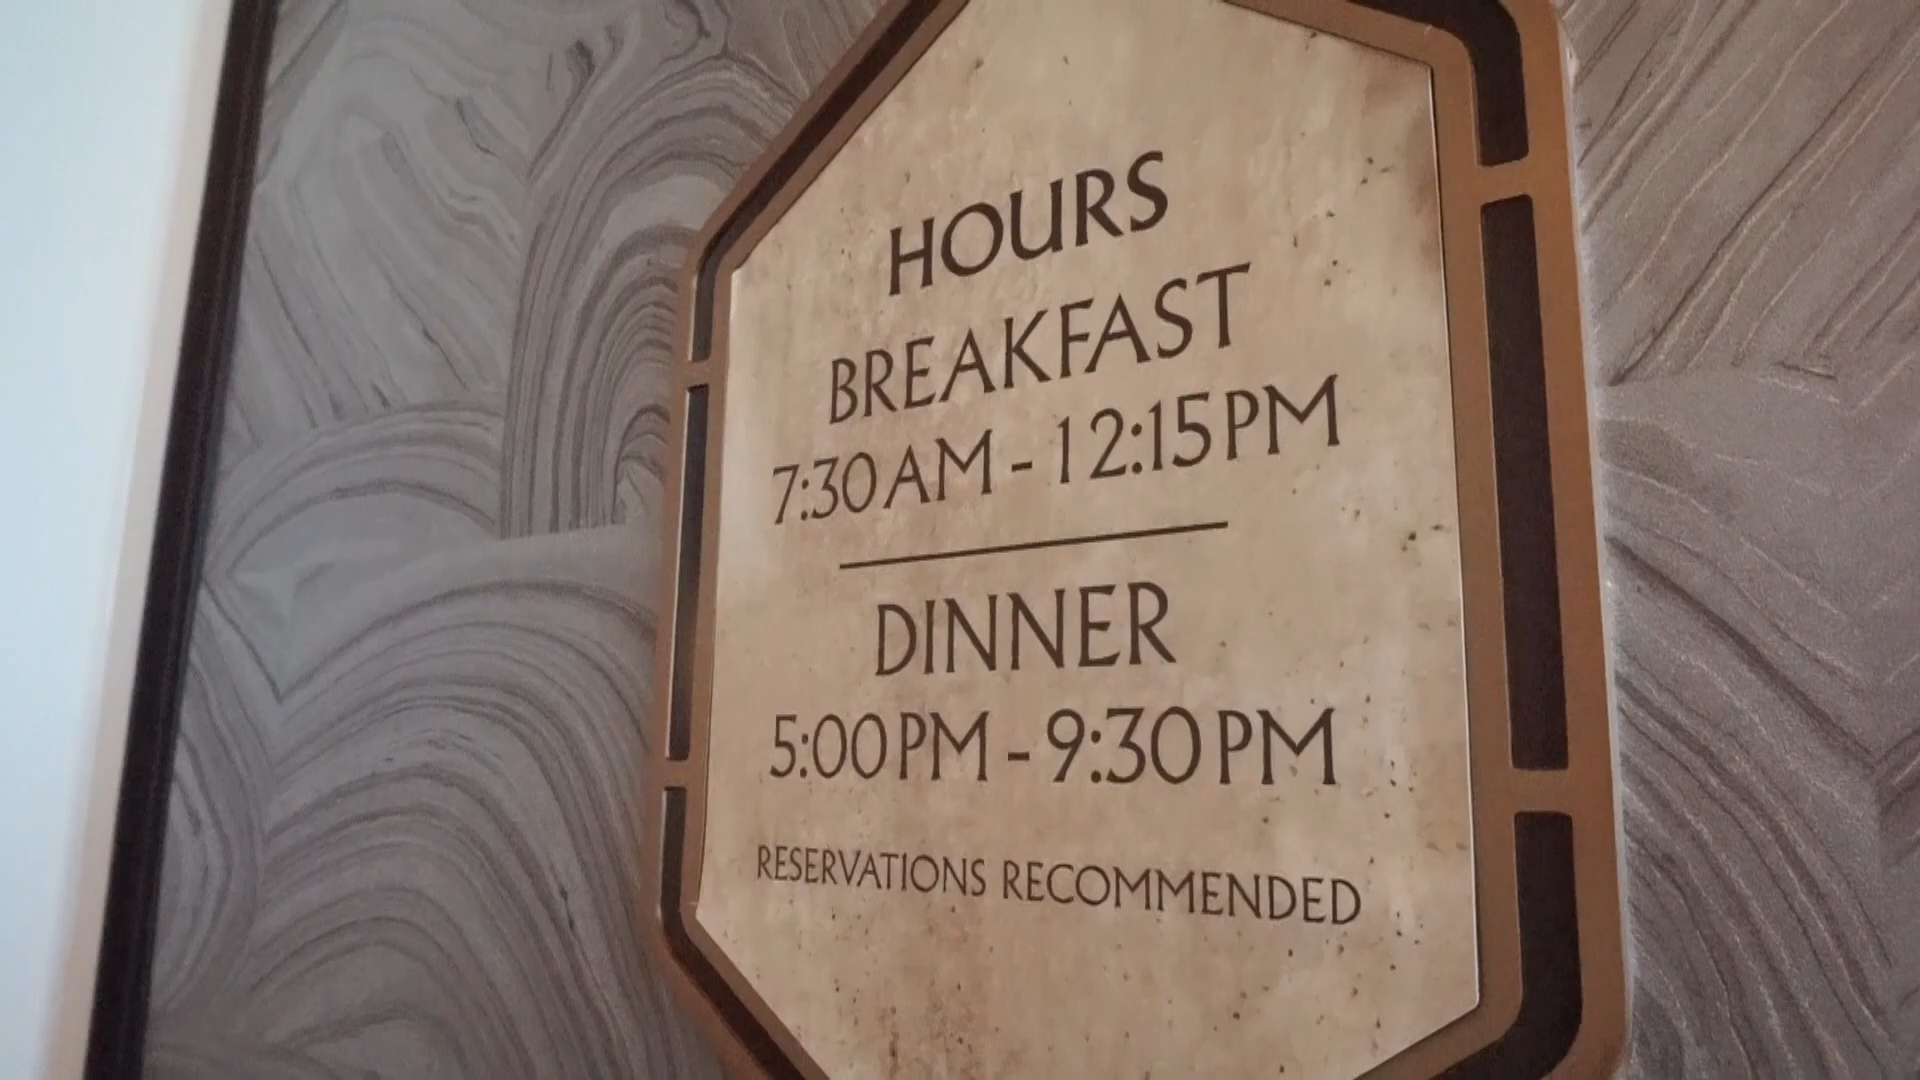 HOURS
BREAKFAST
7:30 AM - 12:15 PM
DINNER
5:00 PM - 9:30 PM
RESERVATIONS RECOMMENDED